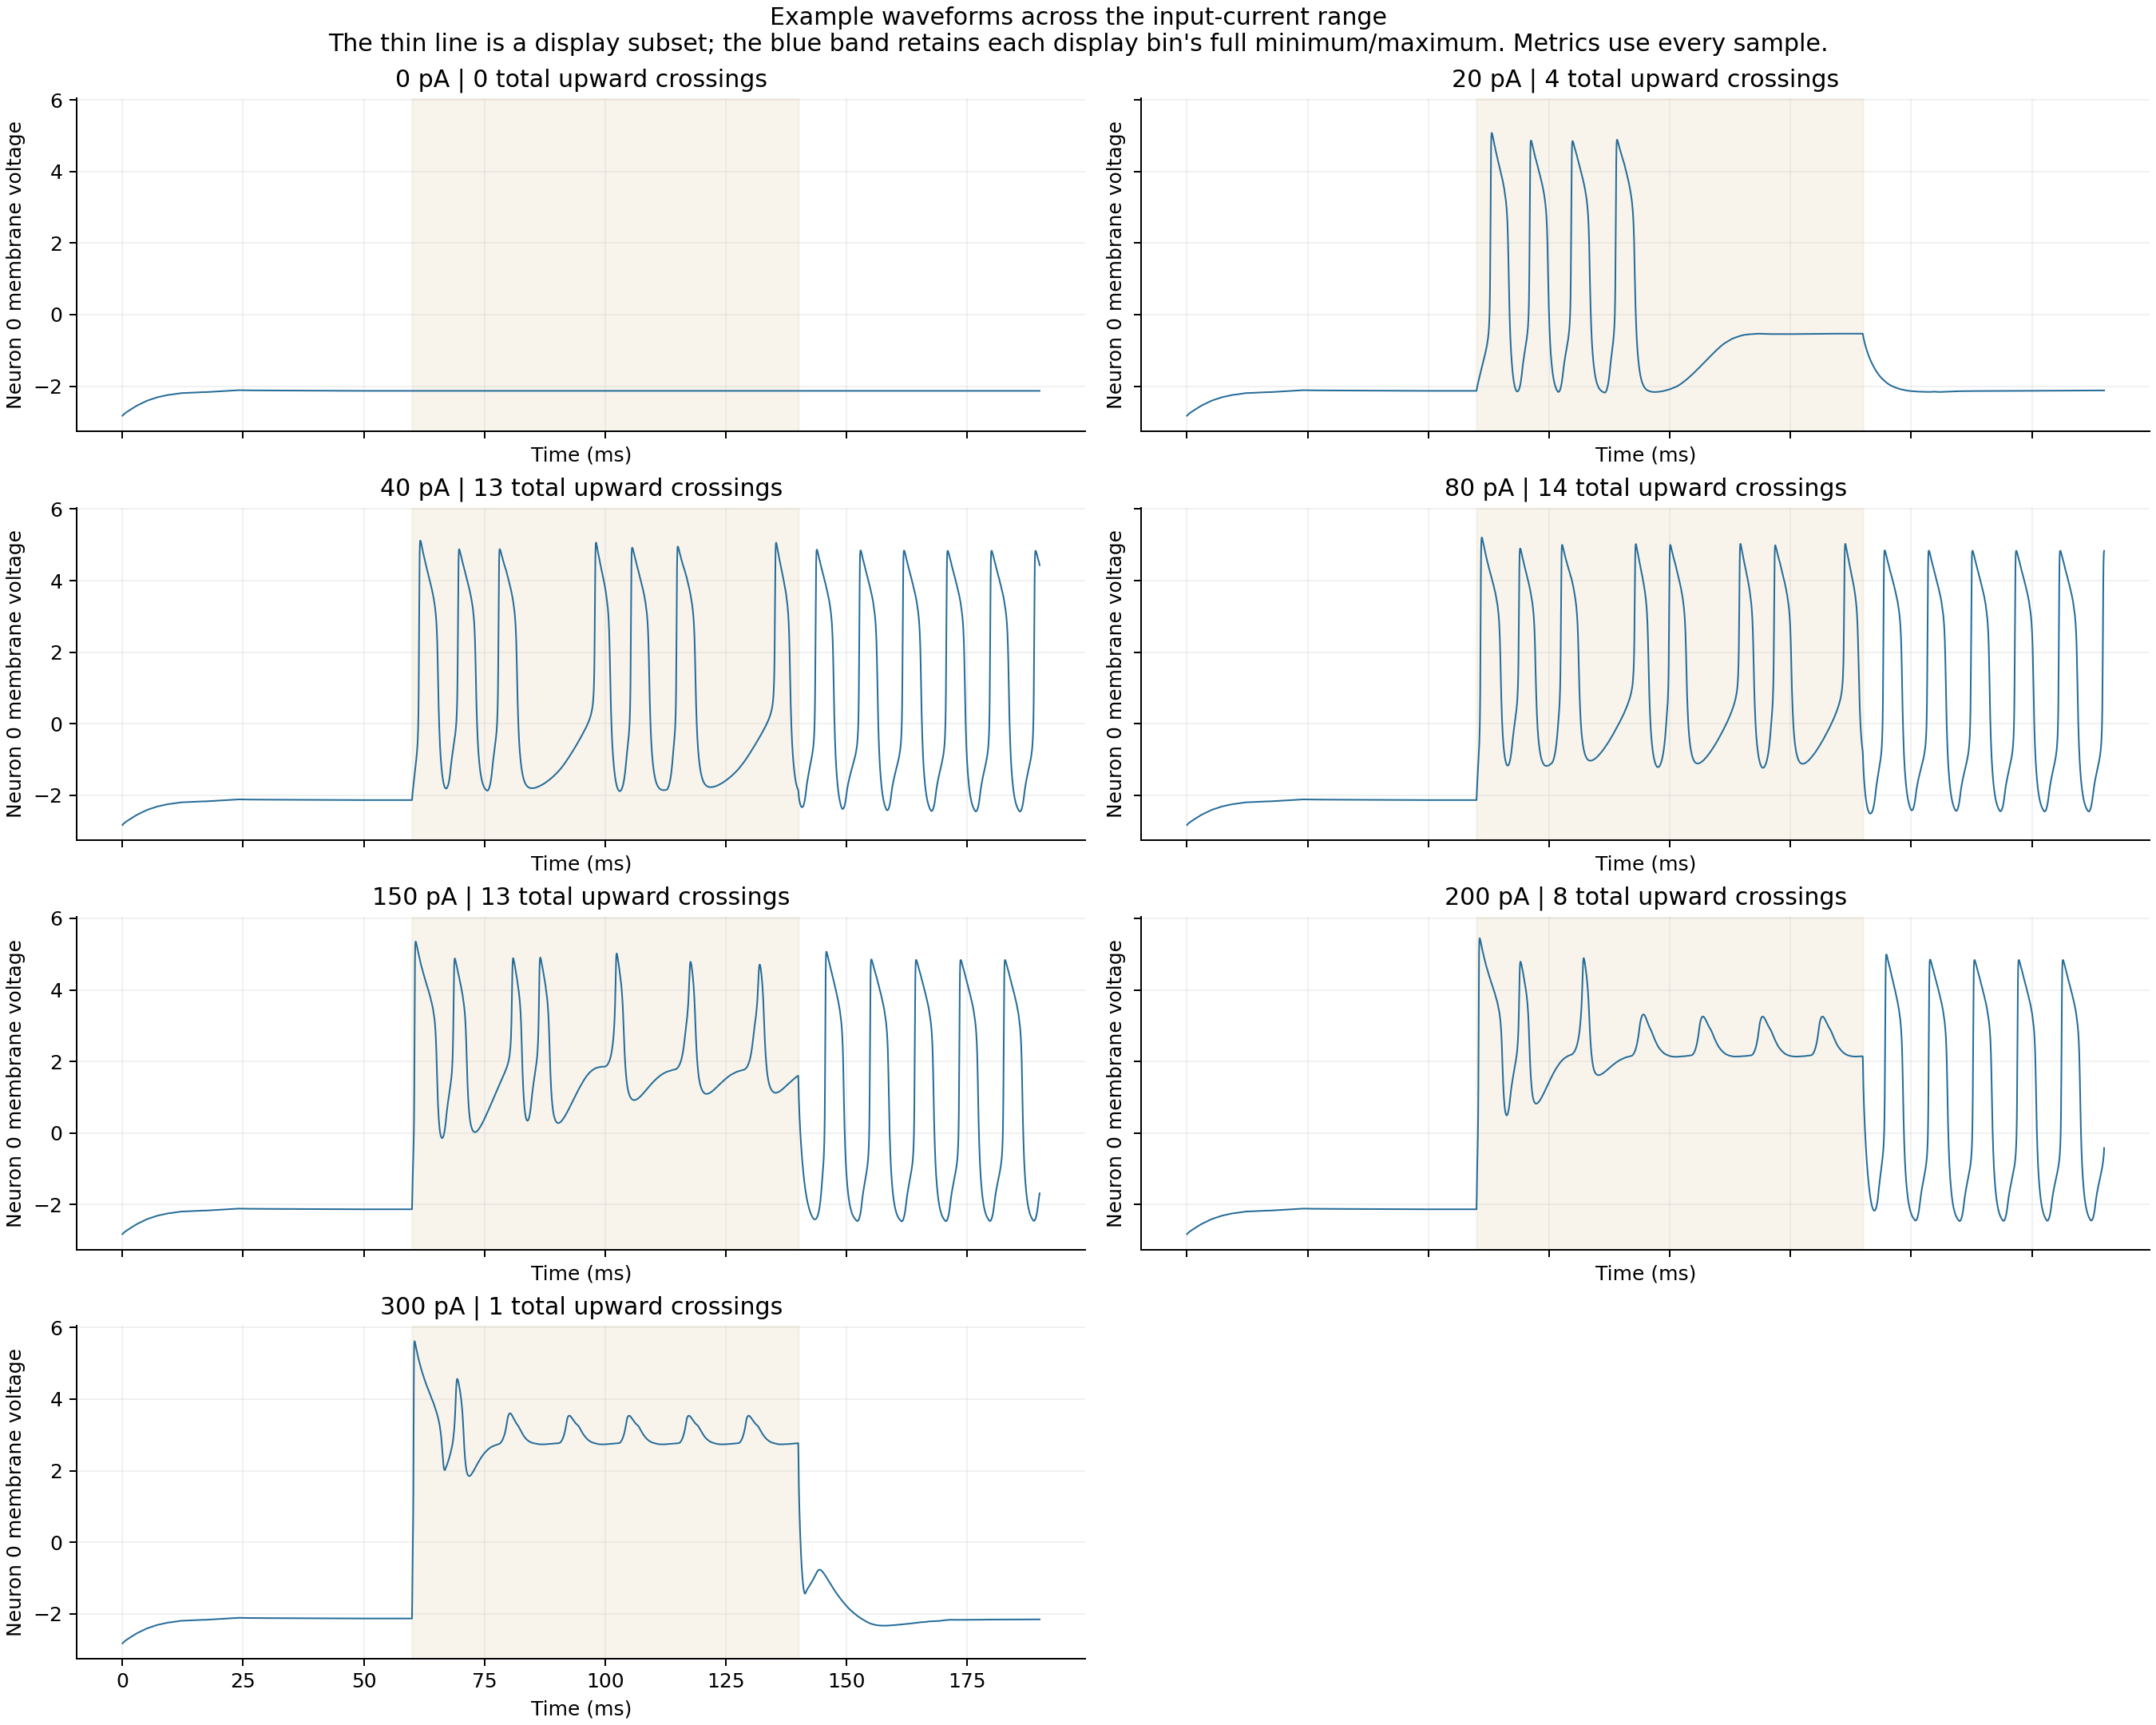 Example waveforms across the input-current range
The thin line is a display subset; the blue band retains each display bin's full minimum/maximum. Metrics use every sample.
0 pA | 0 total upward crossings
Neuron 0 membrane voltage
6
4
2
0
−2
Time (ms)
20 pA | 4 total upward crossings
Neuron 0 membrane voltage
Time (ms)
40 pA | 13 total upward crossings
Neuron 0 membrane voltage
6
4
2
0
−2
Time (ms)
80 pA | 14 total upward crossings
Neuron 0 membrane voltage
Time (ms)
150 pA | 13 total upward crossings
Neuron 0 membrane voltage
6
4
2
0
−2
Time (ms)
200 pA | 8 total upward crossings
Neuron 0 membrane voltage
Time (ms)
300 pA | 1 total upward crossings
Neuron 0 membrane voltage
6
4
2
0
−2
0 25 50 75 100 125 150 175
Time (ms)